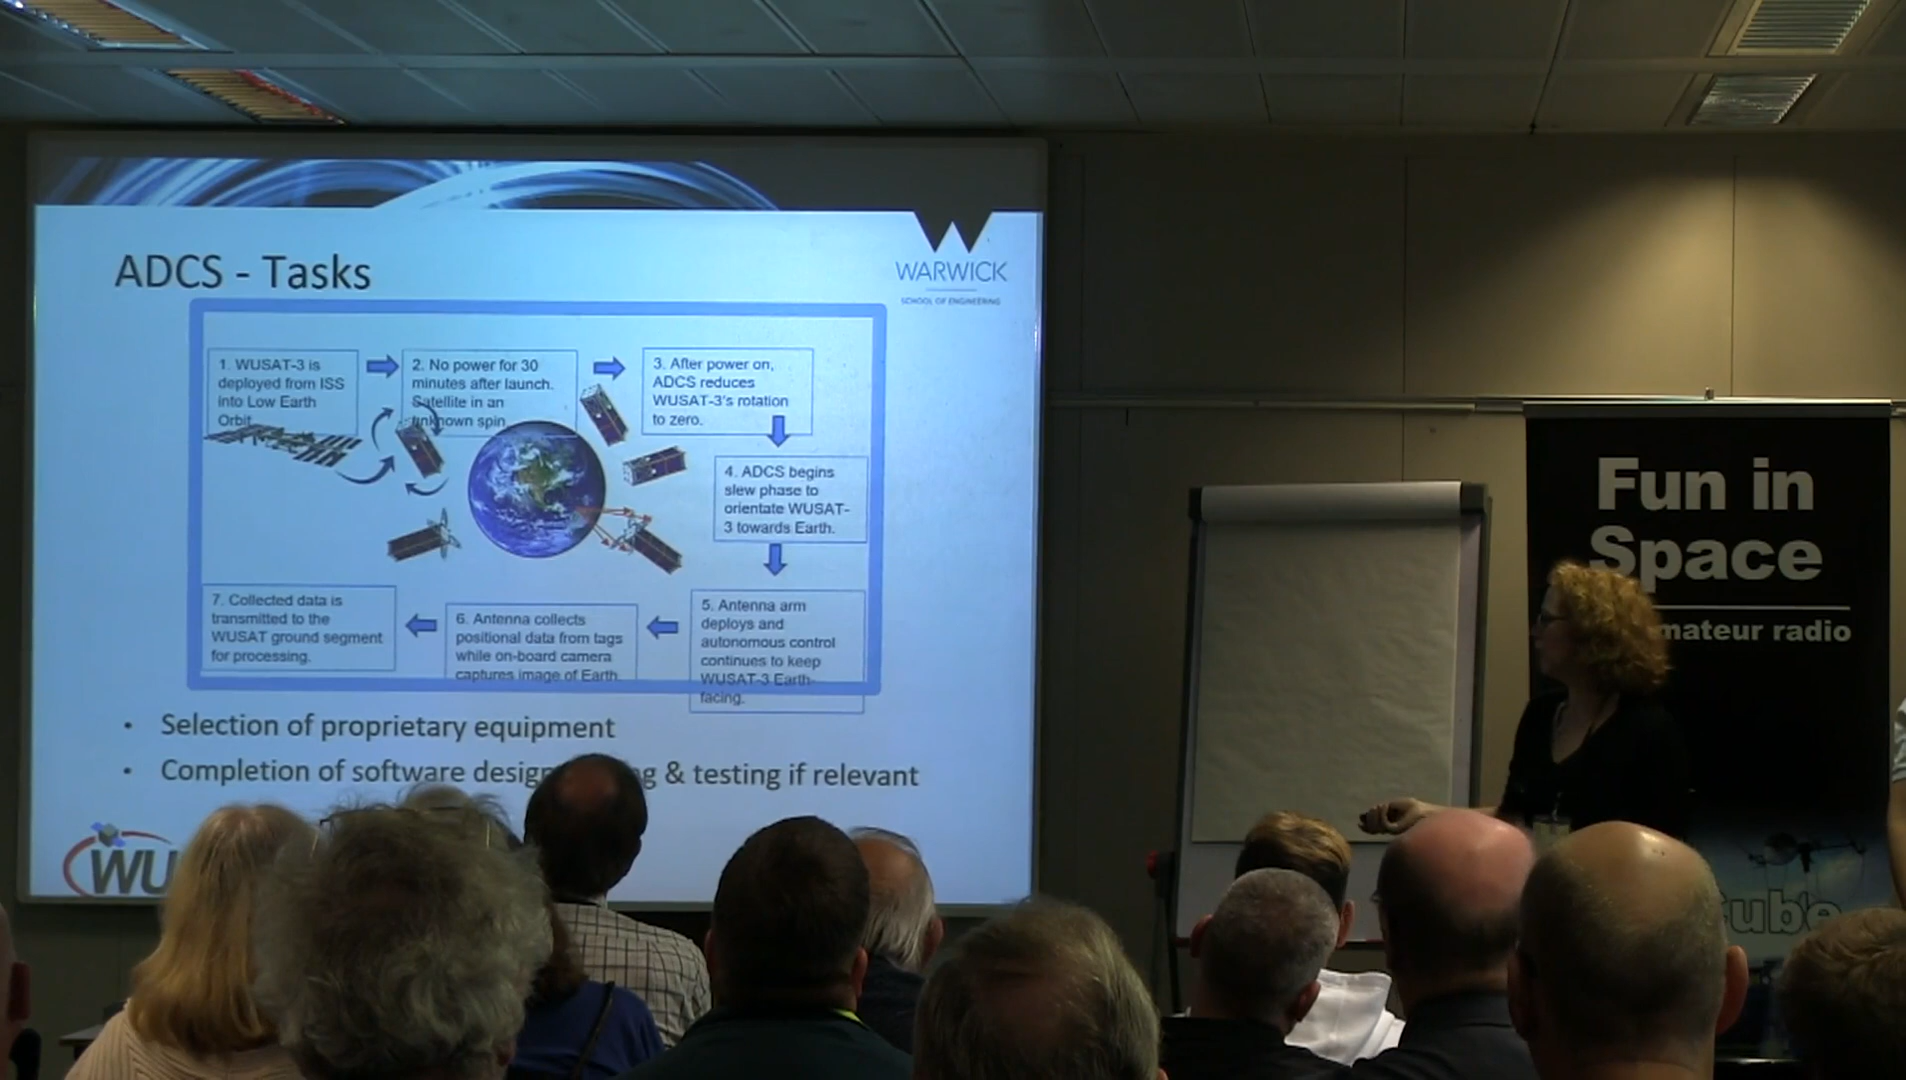 WARWICK
SCHOOL OF ENGINEERING
ADCS - Tasks
1. WUSAT-3 is
deployed from ISS
into Low Earth
Orbit
2. No power for 30
minutes after launch.
Satellite in an
unknown spin
3. After power on,
ADCS reduces
WUSAT-3's rotation
to zero.
4. ADCS begins
slew phase to
orientate WUSAT-
3 towards Earth.
5. Antenna arm
deploys and
autonomous control
continues to keep
WUSAT-3 Earth-
facing.
6. Antenna collects
positional data from tags
while on-board camera
captures image of Earth.
7. Collected data is
transmitted to the
WUSAT ground segment
for processing.
• Selection of proprietary equipment
• Completion of software design g & testing if relevant
WU
Fun in
Space
mateur radio
ube